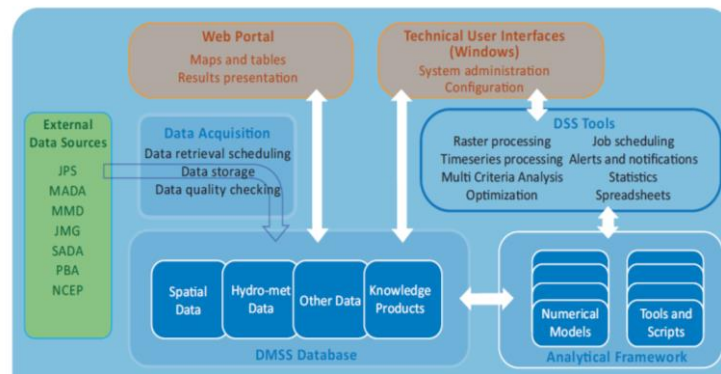 Web Portal
Maps and tables
Results presentation
Technical User Interfaces
(Windows)
System administration
Configuration
External
Data Sources
JPS
MADA
MMD
JMG
SADA
PBA
NCEP
Data Acquisition
Data retrieval scheduling
Data storage
Data quality checking
DSS Tools
Raster processing
Timeseries processing
Multi Criteria Analysis
Optimization
Job scheduling
Alerts and notifications
Statistics
Spreadsheets
Spatial
Data
Hydro-met
Data
Other Data
Knowledge
Products
DMSS Database
Numerical
Models
Tools and
Scripts
Analytical Framework